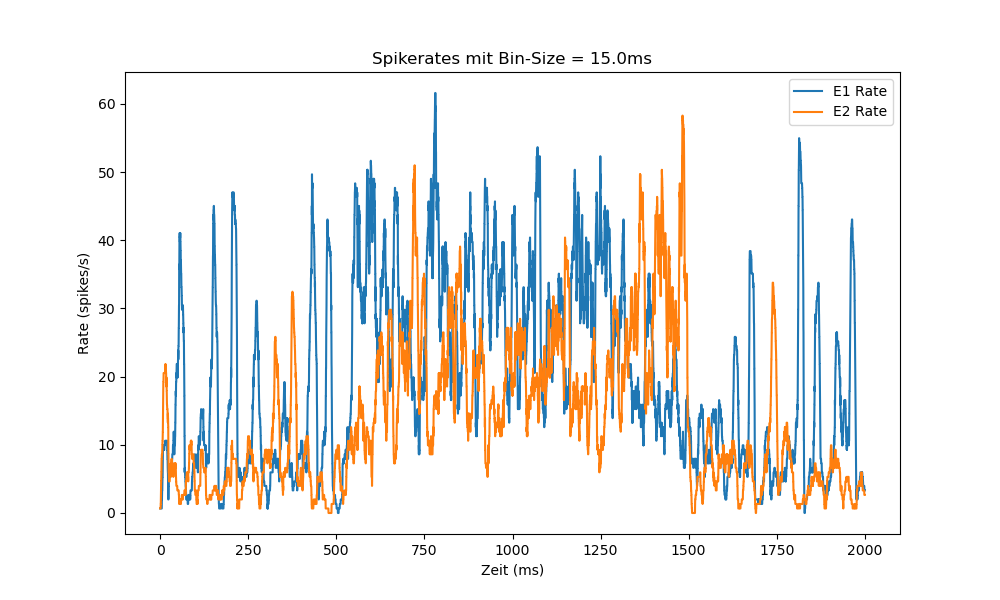 Spikerates mit Bin-Size = 15.0ms
E1 Rate
E2 Rate
60
50
40
30
20
10
0
Rate (spikes/s)
0 250 500 750 1000 1250 1500 1750 2000
Zeit (ms)